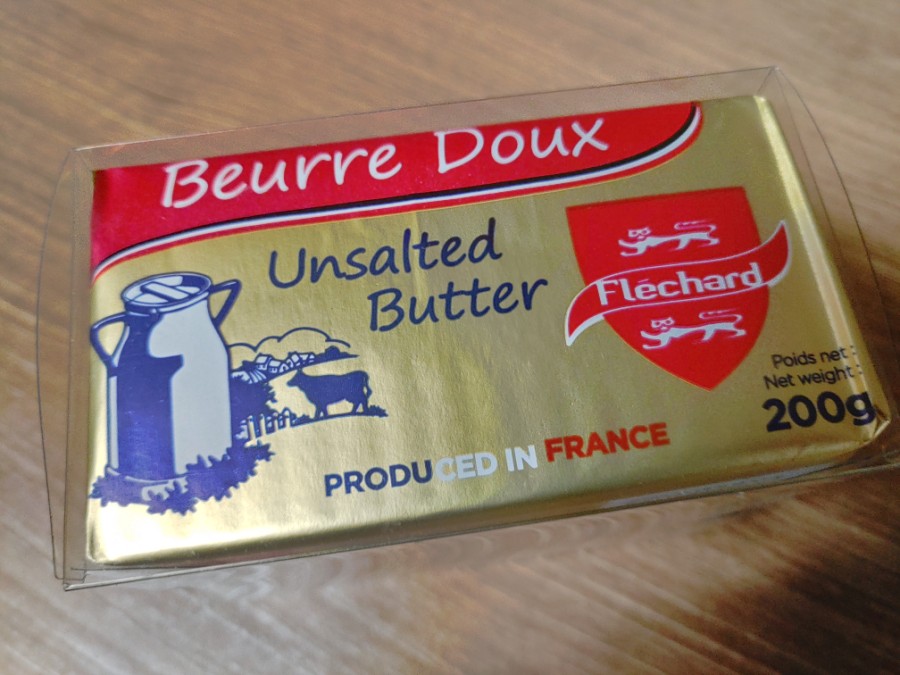 Beurre Doux
Unsalted
Butter
Fléchard
Poids net :
Net weight :
200g
PRODUCED IN FRANCE